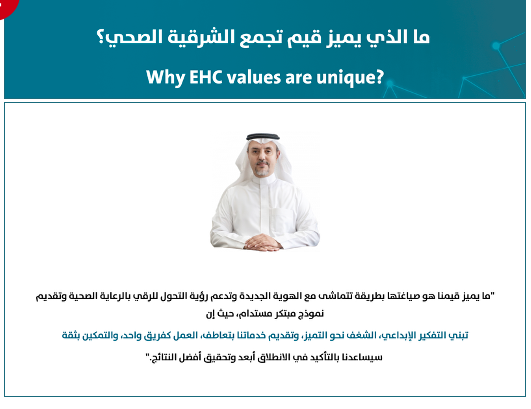 ما الذي يميز قيم تجمع الشرقية الصحي؟
Why EHC values are unique?
"ما يميز قيمنا هو صياغتها بطريقة تتماشى مع الهوية الجديدة وتدعم رؤية التحول للرقي بالرعاية الصحية وتقديم
نموذج مبتكر مستدام، حيث إن
تبني التفكير الإبداعي، الشغف نحو التميز، وتقديم خدماتنا بتعاطف، العمل كفريق واحد، والتمكين بثقة
سيساعدنا بالتأكيد في الانطلاق أبعد وتحقيق أفضل النتائج."